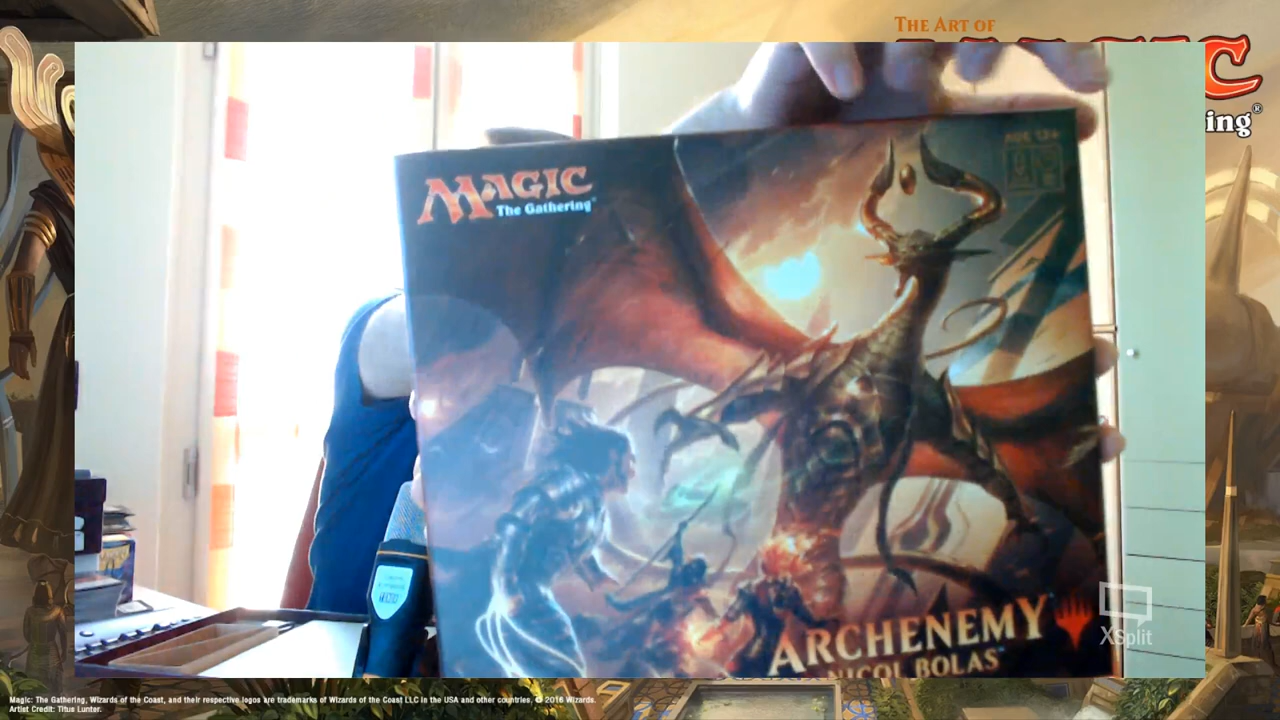 THE ART OF
C
ing®
MAGIC
The Gathering®
AGE 13+
ARCHENEMY
NICOL BOLAS™
XSplit
Magic: The Gathering, Wizards of the Coast, and their respective logos are trademarks of Wizards of the Coast LLC in the USA and other countries. © 2016 Wizards.
Artist Credit: Titus Lunter.